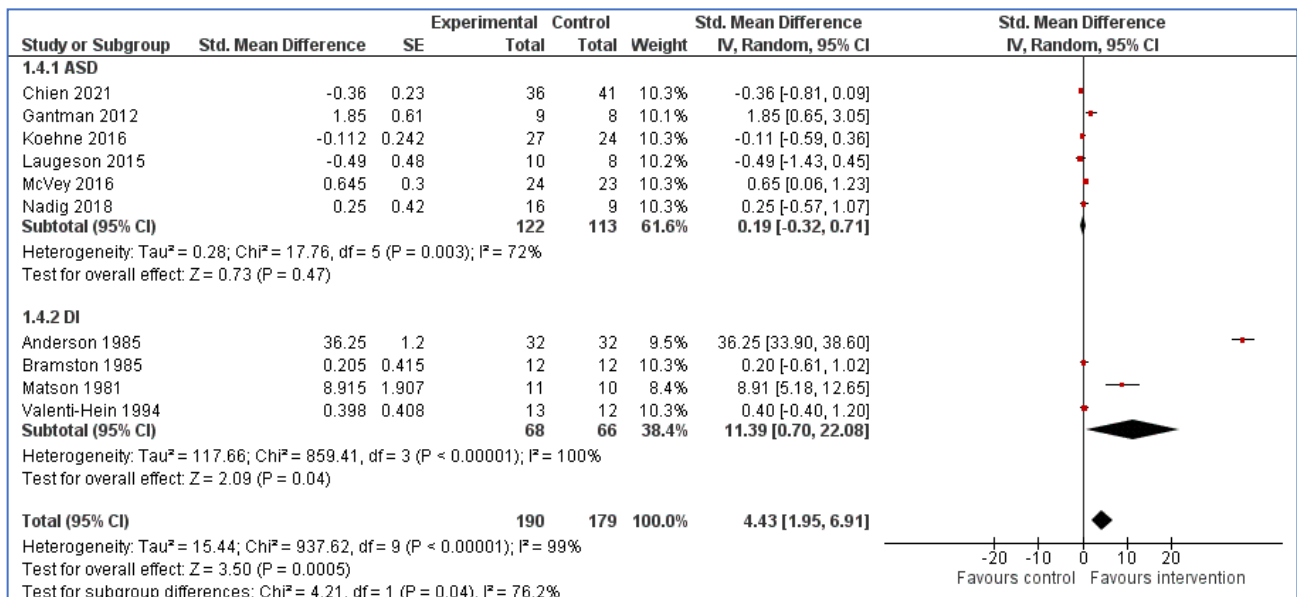 Experimental Control Std. Mean Difference Std. Mean Difference
Study or Subgroup Std. Mean Difference SE Total Total Weight IV, Random, 95% CI IV, Random, 95% CI
1.4.1 ASD
Chien 2021 -0.36 0.23 36 41 10.3% -0.36 [-0.81, 0.09]
Gantman 2012 1.85 0.61 9 8 10.1% 1.85 [0.65, 3.05]
Koehne 2016 -0.112 0.242 27 24 10.3% -0.11 [-0.59, 0.36]
Laugeson 2015 -0.49 0.48 10 8 10.2% -0.49 [-1.43, 0.45]
McVey 2016 0.645 0.3 24 23 10.3% 0.65 [0.06, 1.23]
Nadig 2018 0.25 0.42 16 9 10.3% 0.25 [-0.57, 1.07]
Subtotal (95% CI) 122 113 61.6% 0.19 [-0.32, 0.71]
Heterogeneity: Tau² = 0.28; Chi² = 17.76, df = 5 (P = 0.003); I² = 72%
Test for overall effect: Z = 0.73 (P = 0.47)
1.4.2 DI
Anderson 1985 36.25 1.2 32 32 9.5% 36.25 [33.90, 38.60]
Bramston 1985 0.205 0.415 12 12 10.3% 0.20 [-0.61, 1.02]
Matson 1981 8.915 1.907 11 10 8.4% 8.91 [5.18, 12.65]
Valenti-Hein 1994 0.398 0.408 13 12 10.3% 0.40 [-0.40, 1.20]
Subtotal (95% CI) 68 66 38.4% 11.39 [0.70, 22.08]
Heterogeneity: Tau² = 117.66; Chi² = 859.41, df = 3 (P < 0.00001); I² = 100%
Test for overall effect: Z = 2.09 (P = 0.04)
Total (95% CI) 190 179 100.0% 4.43 [1.95, 6.91]
Heterogeneity: Tau² = 15.44; Chi² = 937.62, df = 9 (P < 0.00001); I² = 99%
Test for overall effect: Z = 3.50 (P = 0.0005)
Test for subgroup differences: Chi² = 4.21, df = 1 (P = 0.04), I² = 76.2%
-20 -10 0 10 20
Favours control Favours intervention